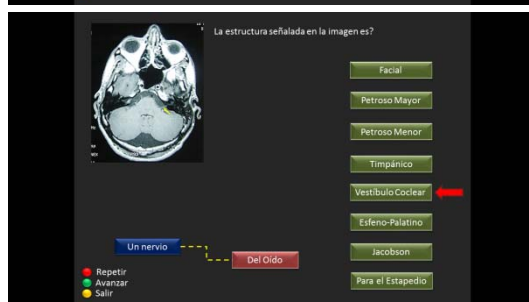 La estructura señalada en la imagen es?
Facial
Petroso Mayor
Petroso Menor
Timpánico
Vestíbulo Coclear
Esfeno-Palatino
Jacobson
Para el Estapedio
Un nervio
Del Oído
Repetir
Avanzar
Salir